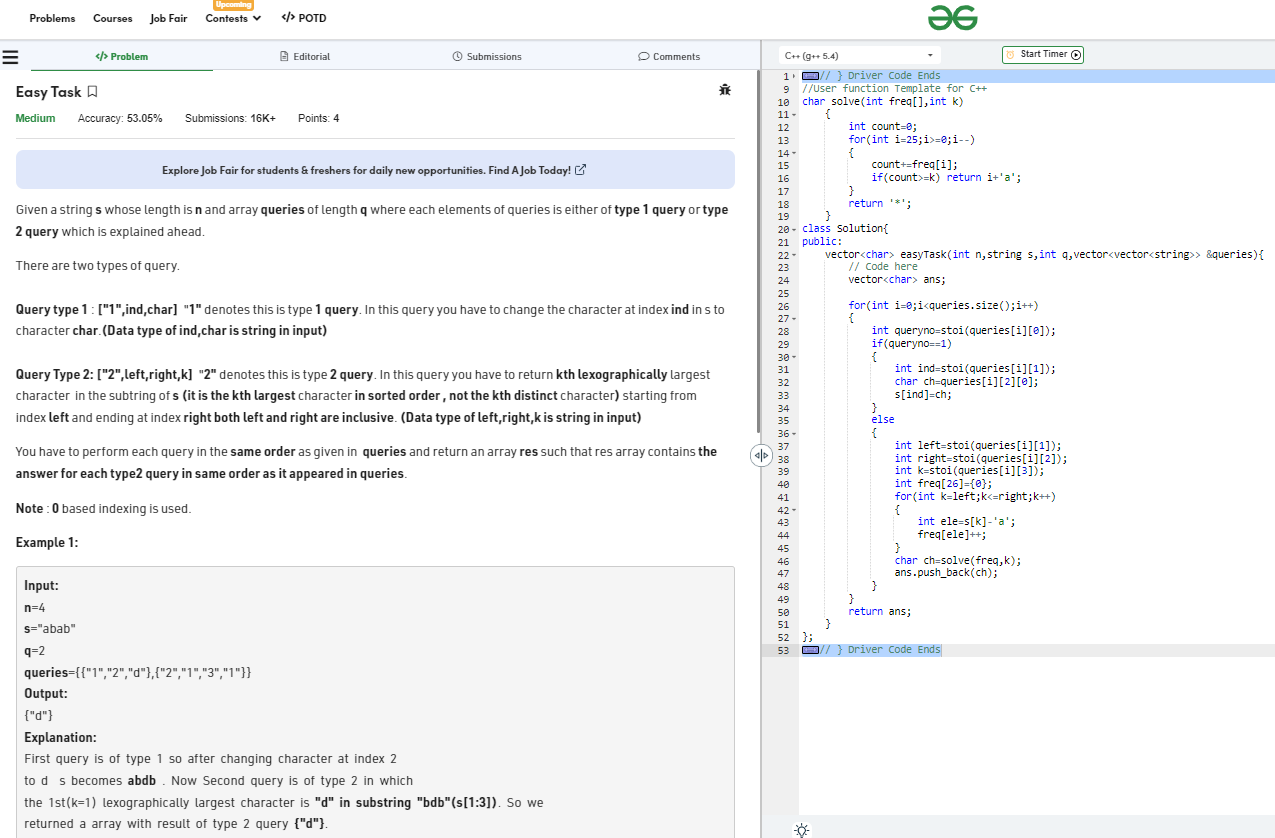 Upcoming
Problems Courses Job Fair Contests </> POTD
</> Problem Editorial Submissions Comments
C++ (g++ 5.4) Start Timer
Easy Task
Medium Accuracy: 53.05% Submissions: 16K+ Points: 4
Explore Job Fair for students & freshers for daily new opportunities. Find A Job Today!
Given a string s whose length is n and array queries of length q where each elements of queries is either of type 1 query or type
2 query which is explained ahead.
There are two types of query.
Query type 1 : ["1",ind,char] "1" denotes this is type 1 query. In this query you have to change the character at index ind in s to
character char.(Data type of ind,char is string in input)
Query Type 2: ["2",left,right,k] "2" denotes this is type 2 query. In this query you have to return kth lexographically largest
character in the subtring of s (it is the kth largest character in sorted order , not the kth distinct character) starting from
index left and ending at index right both left and right are inclusive. (Data type of left,right,k is string in input)
You have to perform each query in the same order as given in queries and return an array res such that res array contains the
answer for each type2 query in same order as it appeared in queries.
Note : 0 based indexing is used.
Example 1:
Input:
n=4
s="abab"
q=2
queries={{"1","2","d"},{"2","1","3","1"}}
Output:
{"d"}
Explanation:
First query is of type 1 so after changing character at index 2
to d s becomes abdb . Now Second query is of type 2 in which
the 1st(k=1) lexographically largest character is "d" in substring "bdb"(s[1:3]). So we
returned a array with result of type 2 query {"d"}.
1 // } Driver Code Ends
9 //User function Template for C++
10 char solve(int freq[],int k)
11 {
12 int count=0;
13 for(int i=25;i>=0;i--)
14 {
15 count+=freq[i];
16 if(count>=k) return i+'a';
17 }
18 return '*';
19 }
20 class Solution{
21 public:
22 vector<char> easyTask(int n,string s,int q,vector<vector<string>> &queries){
23 // Code here
24 vector<char> ans;
25
26 for(int i=0;i<queries.size();i++)
27 {
28 int queryno=stoi(queries[i][0]);
29 if(queryno==1)
30 {
31 int ind=stoi(queries[i][1]);
32 char ch=queries[i][2][0];
33 s[ind]=ch;
34 }
35 else
36 {
37 int left=stoi(queries[i][1]);
38 int right=stoi(queries[i][2]);
39 int k=stoi(queries[i][3]);
40 int freq[26]={0};
41 for(int k=left;k<=right;k++)
42 {
43 int ele=s[k]-'a';
44 freq[ele]++;
45 }
46 char ch=solve(freq,k);
47 ans.push_back(ch);
48 }
49 }
50 return ans;
51 }
52 };
53 // } Driver Code Ends